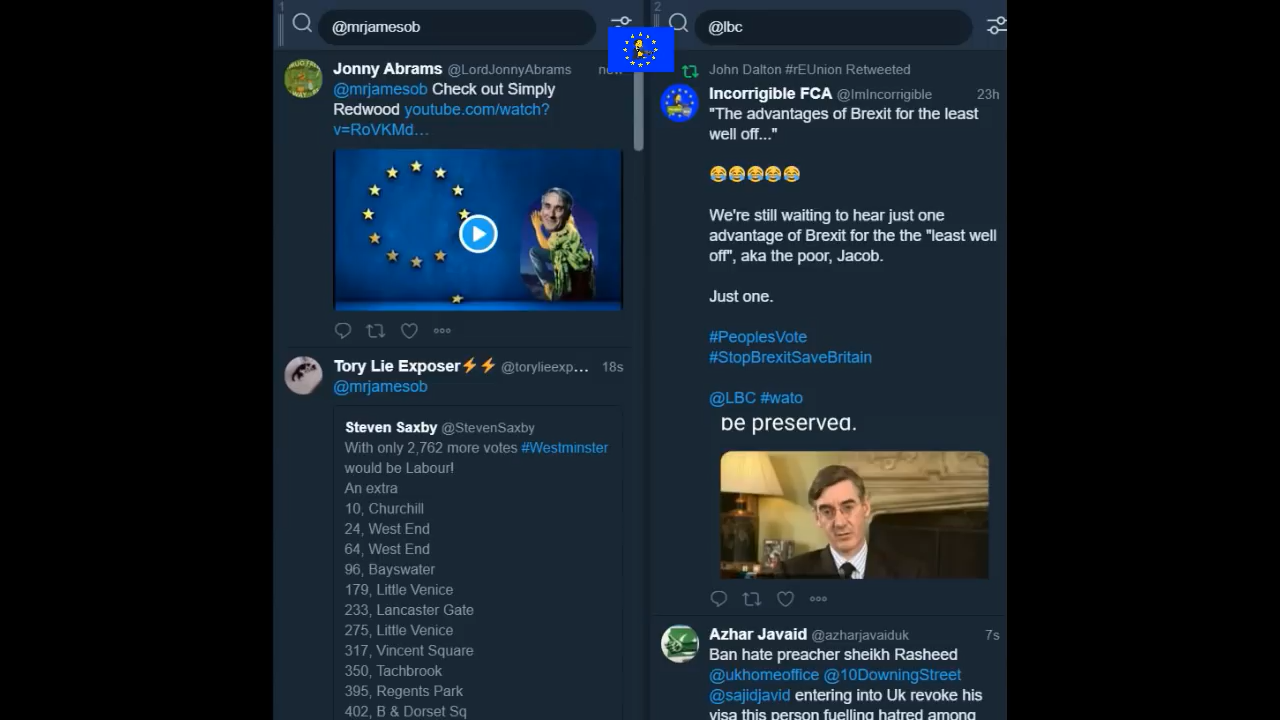 1
@mrjamesob
Jonny Abrams @LordJonnyAbrams
@mrjamesob Check out Simply
Redwood youtube.com/watch?
v=RoVKMd…
Tory Lie Exposer⚡⚡ @torylieexp... 18s
@mrjamesob
Steven Saxby @StevenSaxby
With only 2,762 more votes #Westminster
would be Labour!
An extra
10, Churchill
24, West End
64, West End
96, Bayswater
179, Little Venice
233, Lancaster Gate
275, Little Venice
317, Vincent Square
350, Tachbrook
395, Regents Park
402, B & Dorset Sq
2
@lbc
John Dalton #rEUnion Retweeted
Incorrigible FCA @ImIncorrigible 23h
"The advantages of Brexit for the least
well off..."
😂😂😂😂😂
We're still waiting to hear just one
advantage of Brexit for the the "least well
off", aka the poor, Jacob.
Just one.
#PeoplesVote
#StopBrexitSaveBritain
@LBC #wato
be preserved.
Azhar Javaid @azharjavaiduk 7s
Ban hate preacher sheikh Rasheed
@ukhomeoffice @10DowningStreet
@sajidjavid entering into Uk revoke his
visa this person fuelling hatred among